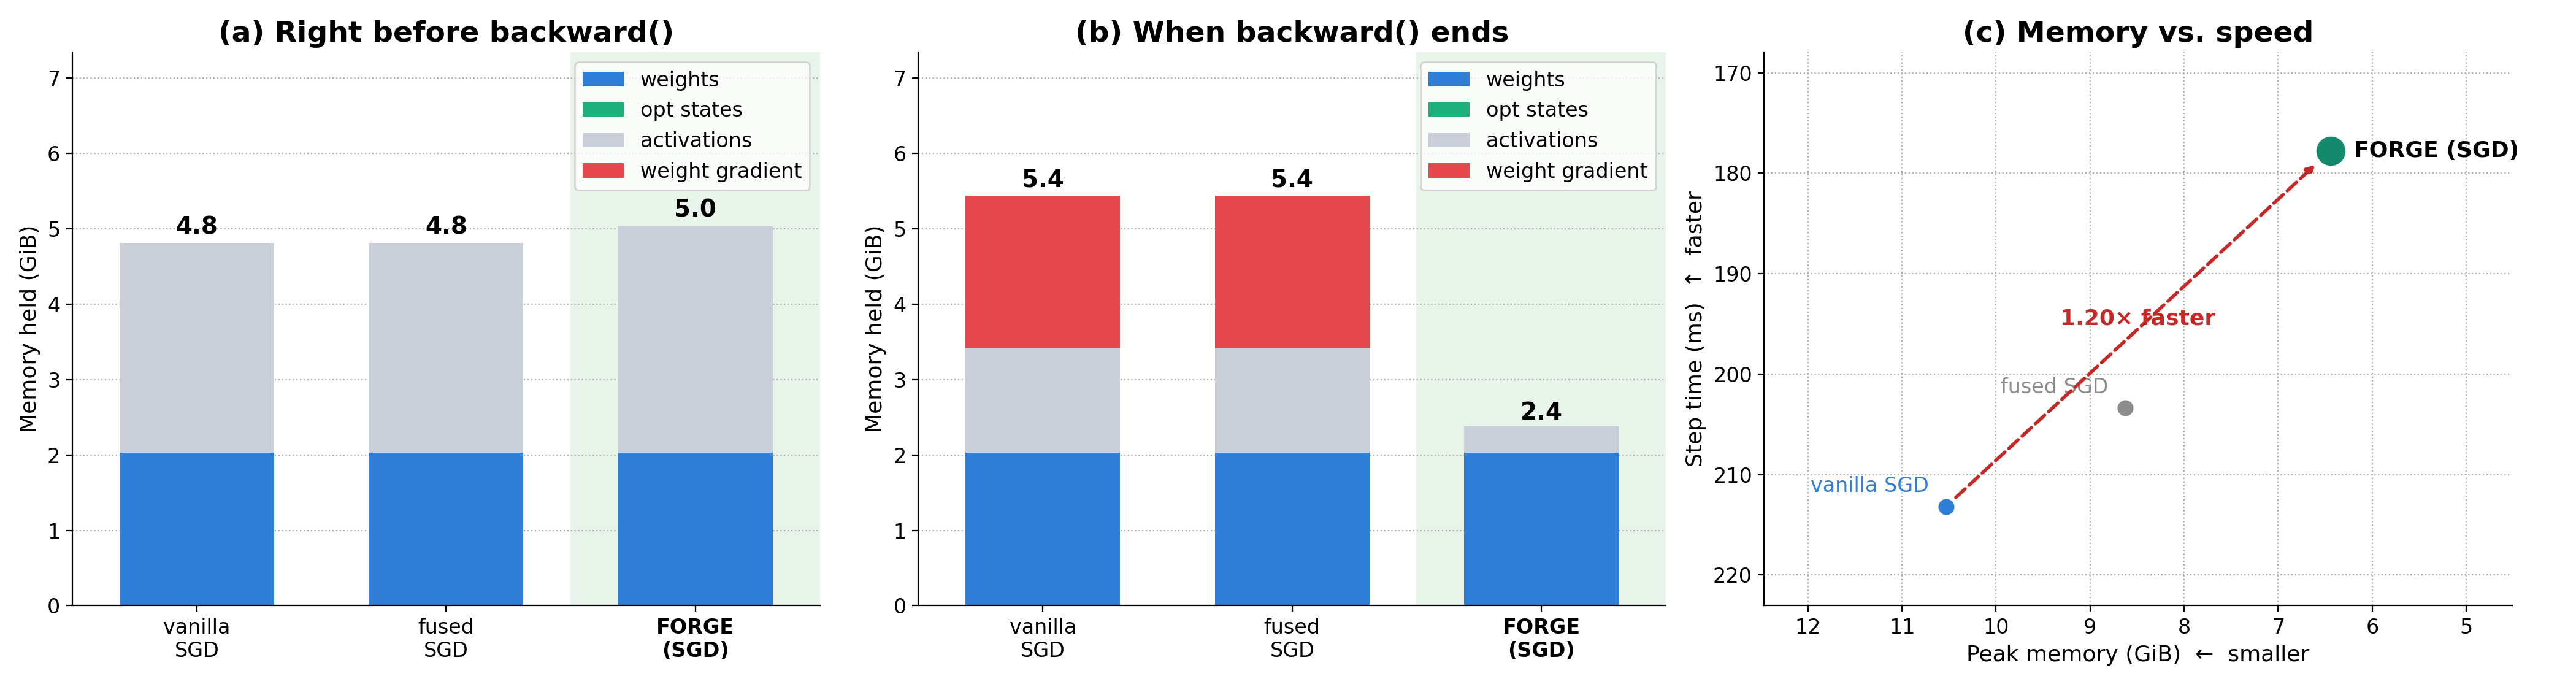 (a) Right before backward()
Memory held (GiB)
7
6
5
4
3
2
1
0
weights
opt states
activations
weight gradient
4.8
4.8
5.0
vanilla
SGD
fused
SGD
FORGE
(SGD)
(b) When backward() ends
Memory held (GiB)
7
6
5
4
3
2
1
0
weights
opt states
activations
weight gradient
5.4
5.4
2.4
vanilla
SGD
fused
SGD
FORGE
(SGD)
(c) Memory vs. speed
Step time (ms) ↑ faster
170
180
190
200
210
220
FORGE (SGD)
1.20× faster
fused SGD
vanilla SGD
12 11 10 9 8 7 6 5
Peak memory (GiB) ← smaller